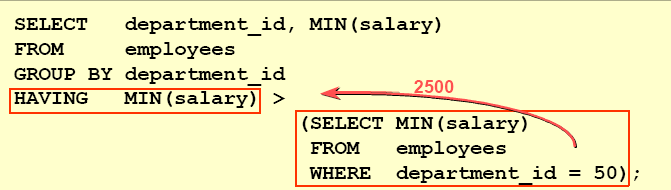 SELECT department_id, MIN(salary)
FROM employees
GROUP BY department_id
HAVING MIN(salary) >
2500
(SELECT MIN(salary)
FROM employees
WHERE department_id = 50);